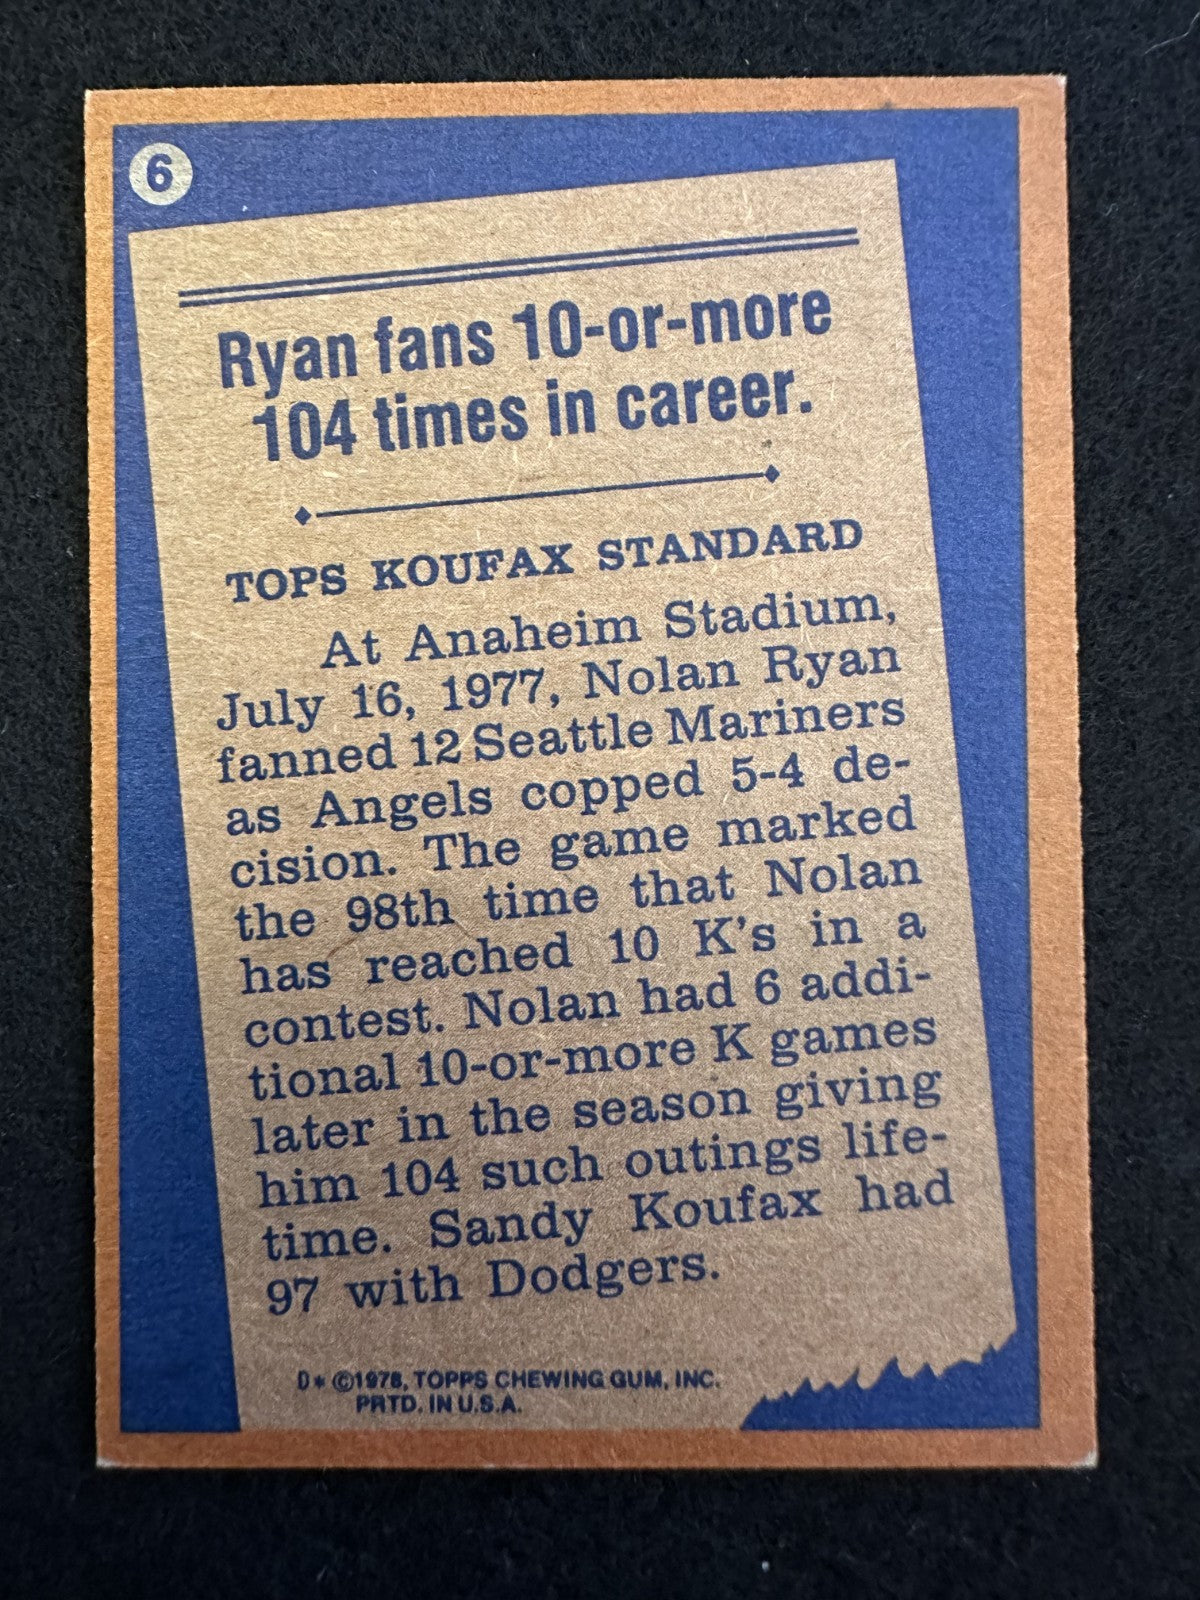 6
Ryan fans 10-or-more
104 times in career.
TOPS KOUFAX STANDARD
At Anaheim Stadium,
July 16, 1977, Nolan Ryan
fanned 12 Seattle Mariners
as Angels copped 5-4 de-
cision. The game marked
the 98th time that Nolan
has reached 10 K's in a
contest. Nolan had 6 addi-
tional 10-or-more K games
later in the season giving
him 104 such outings life-
time. Sandy Koufax had
97 with Dodgers.
D* ©1978, TOPPS CHEWING GUM, INC.
PRTD. IN U.S.A.